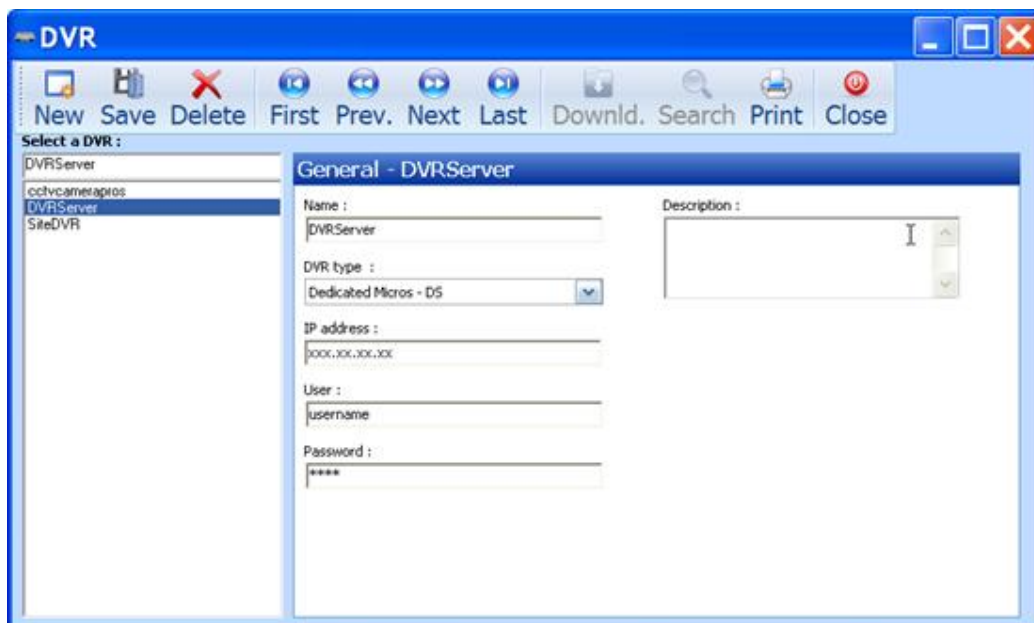 DVR
New Save Delete First Prev. Next Last Downld. Search Print Close
Select a DVR :
DVRServer
cctvcamerapros
DVRServer
SiteDVR
General - DVRServer
Name :
DVRServer
DVR type :
Dedicated Micros - DS
IP address :
xxx.xx.xx.xx
User :
username
Password :
****
Description :